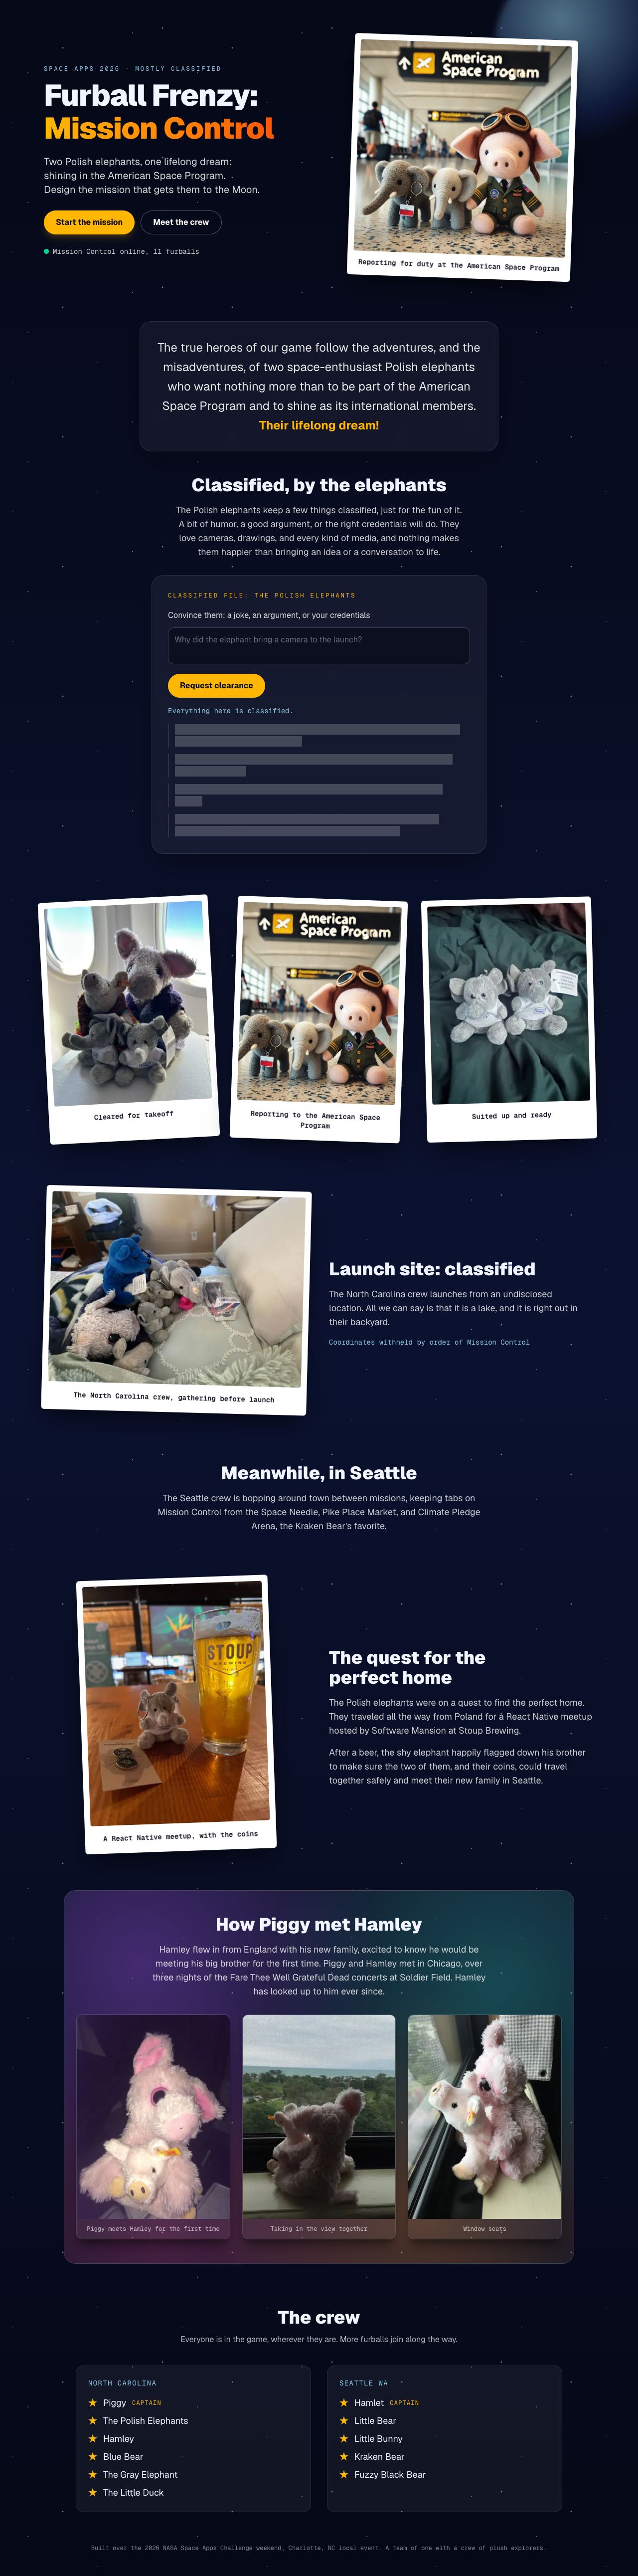 SPACE APPS 2026 · MOSTLY CLASSIFIED
Furball Frenzy:
Mission Control
Two Polish elephants, one lifelong dream:
shining in the American Space Program.
Design the mission that gets them to the Moon.
Start the mission
Meet the crew
Mission Control online, 11 furballs
American
Space Program
Reporting for duty at the American Space Program
The true heroes of our game follow the adventures, and the
misadventures, of two space-enthusiast Polish elephants
who want nothing more than to be part of the American
Space Program and to shine as its international members.
Their lifelong dream!
Classified, by the elephants
The Polish elephants keep a few things classified, just for the fun of it.
A bit of humor, a good argument, or the right credentials will do. They
love cameras, drawings, and every kind of media, and nothing makes
them happier than bringing an idea or a conversation to life.
CLASSIFIED FILE: THE POLISH ELEPHANTS
Convince them: a joke, an argument, or your credentials
Why did the elephant bring a camera to the launch?
Request clearance
Everything here is classified.
Cleared for takeoff
American
Space Program
Reporting to the American Space
Program
Suited up and ready
The North Carolina crew, gathering before launch
Launch site: classified
The North Carolina crew launches from an undisclosed
location. All we can say is that it is a lake, and it is right out in
their backyard.
Coordinates withheld by order of Mission Control
Meanwhile, in Seattle
The Seattle crew is bopping around town between missions, keeping tabs on
Mission Control from the Space Needle, Pike Place Market, and Climate Pledge
Arena, the Kraken Bear's favorite.
STOUP
BREWING
A React Native meetup, with the coins
The quest for the
perfect home
The Polish elephants were on a quest to find the perfect home.
They traveled all the way from Poland for a React Native meetup
hosted by Software Mansion at Stoup Brewing.
After a beer, the shy elephant happily flagged down his brother
to make sure the two of them, and their coins, could travel
together safely and meet their new family in Seattle.
How Piggy met Hamley
Hamley flew in from England with his new family, excited to know he would be
meeting his big brother for the first time. Piggy and Hamley met in Chicago, over
three nights of the Fare Thee Well Grateful Dead concerts at Soldier Field. Hamley
has looked up to him ever since.
Piggy meets Hamley for the first time
Taking in the view together
Window seats
The crew
Everyone is in the game, wherever they are. More furballs join along the way.
NORTH CAROLINA
Piggy CAPTAIN
The Polish Elephants
Hamley
Blue Bear
The Gray Elephant
The Little Duck
SEATTLE WA
Hamlet CAPTAIN
Little Bear
Little Bunny
Kraken Bear
Fuzzy Black Bear
Built over the 2026 NASA Space Apps Challenge weekend, Charlotte, NC local event. A team of one with a crew of plush explorers.